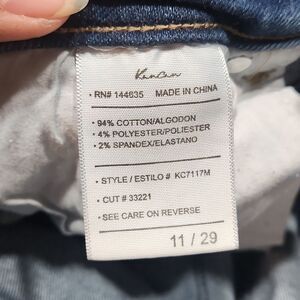 KanCan
• RN# 144635 MADE IN CHINA
• 94% COTTON/ALGODON
• 4% POLYESTER/POLIESTER
• 2% SPANDEX/ELASTANO
• STYLE / ESTILO # KC7117M
• CUT # 33221
• SEE CARE ON REVERSE
11 / 29